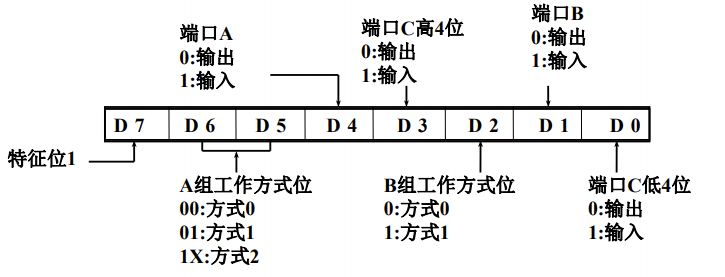 端口A
0:输出
1:输入
端口C高4位
0:输出
1:输入
端口B
0:输出
1:输入
D 7 D 6 D 5 D 4 D 3 D 2 D 1 D 0
特征位1
A组工作方式位
00:方式0
01:方式1
1X:方式2
B组工作方式位
0:方式0
1:方式1
端口C低4位
0:输出
1:输入